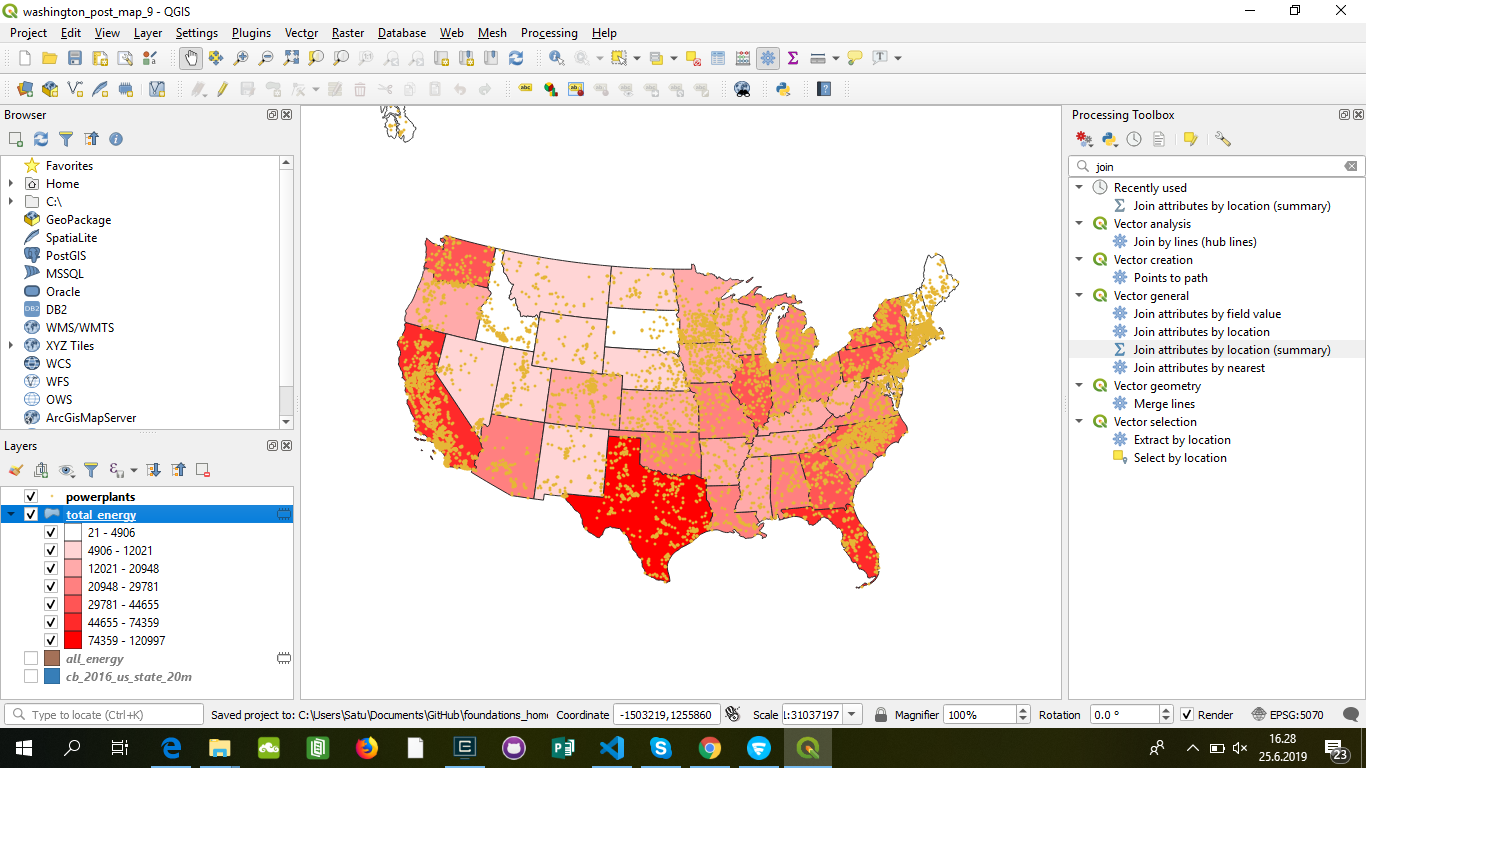 washington_post_map_9 - QGIS
Project Edit View Layer Settings Plugins Vector Raster Database Web Mesh Processing Help
Browser
Favorites
Home
C:\
GeoPackage
SpatiaLite
PostGIS
MSSQL
Oracle
DB2
WMS/WMTS
XYZ Tiles
WCS
WFS
OWS
ArcGisMapServer
Layers
powerplants
total_energy
21 - 4906
4906 - 12021
12021 - 20948
20948 - 29781
29781 - 44655
44655 - 74359
74359 - 120997
all_energy
cb_2016_us_state_20m
Processing Toolbox
join
Recently used
Join attributes by location (summary)
Vector analysis
Join by lines (hub lines)
Vector creation
Points to path
Vector general
Join attributes by field value
Join attributes by location
Join attributes by location (summary)
Join attributes by nearest
Vector geometry
Merge lines
Vector selection
Extract by location
Select by location
Type to locate (Ctrl+K) Saved project to: C:\Users\Satu\Documents\GitHub\foundations_hom Coordinate -1503219,1255860 Scale 1:31037197 Magnifier 100% Rotation 0.0 ° Render EPSG:5070
16.28
25.6.2019
23